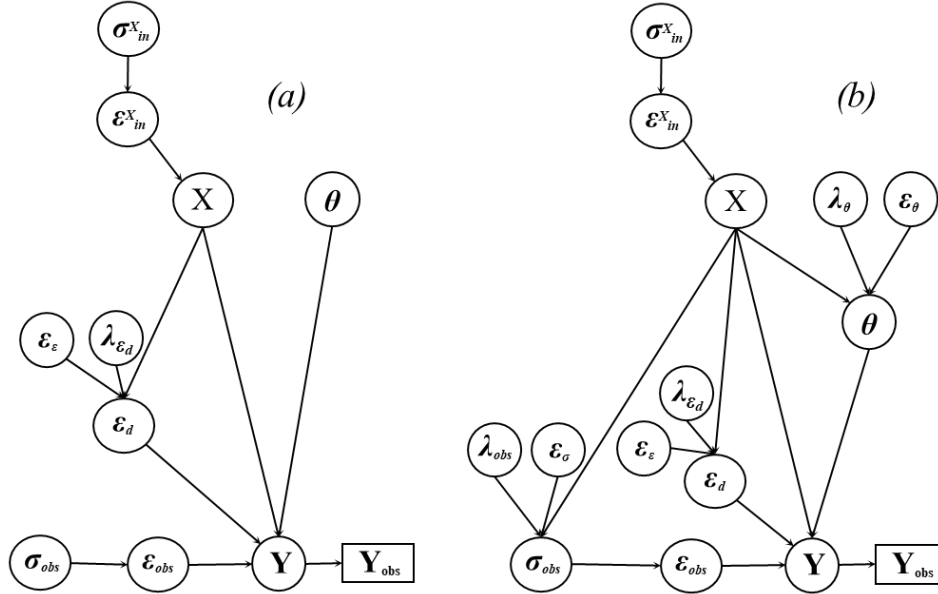 σ^X_in
ε^X_in
(a)
X
θ
ε_ε
λ_ε_d
ε_d
σ_obs
ε_obs
Y
Y_obs
σ^X_in
ε^X_in
(b)
X
λ_θ
ε_θ
θ
λ_ε_d
λ_obs
ε_σ
ε_ε
ε_d
σ_obs
ε_obs
Y
Y_obs